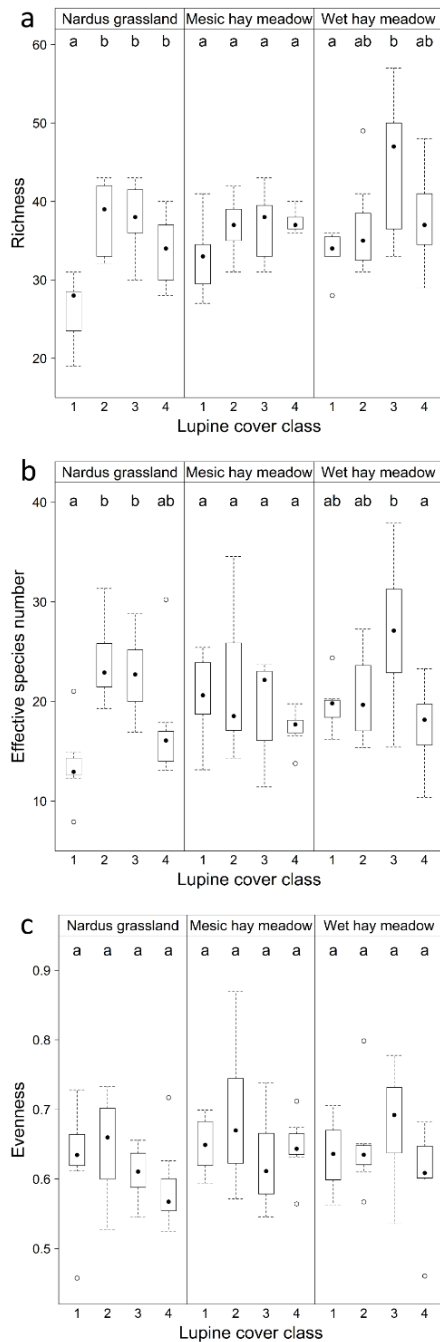 a
Nardus grassland Mesic hay meadow Wet hay meadow
a b b b a a a a a ab b ab
60
50
40
30
20
Richness
1 2 3 4 1 2 3 4 1 2 3 4
Lupine cover class
b
Nardus grassland Mesic hay meadow Wet hay meadow
a b b ab a a a a ab ab b a
40
30
20
10
Effective species number
1 2 3 4 1 2 3 4 1 2 3 4
Lupine cover class
c
Nardus grassland Mesic hay meadow Wet hay meadow
a a a a a a a a a a a a
0.9
0.8
0.7
0.6
0.5
Evenness
1 2 3 4 1 2 3 4 1 2 3 4
Lupine cover class